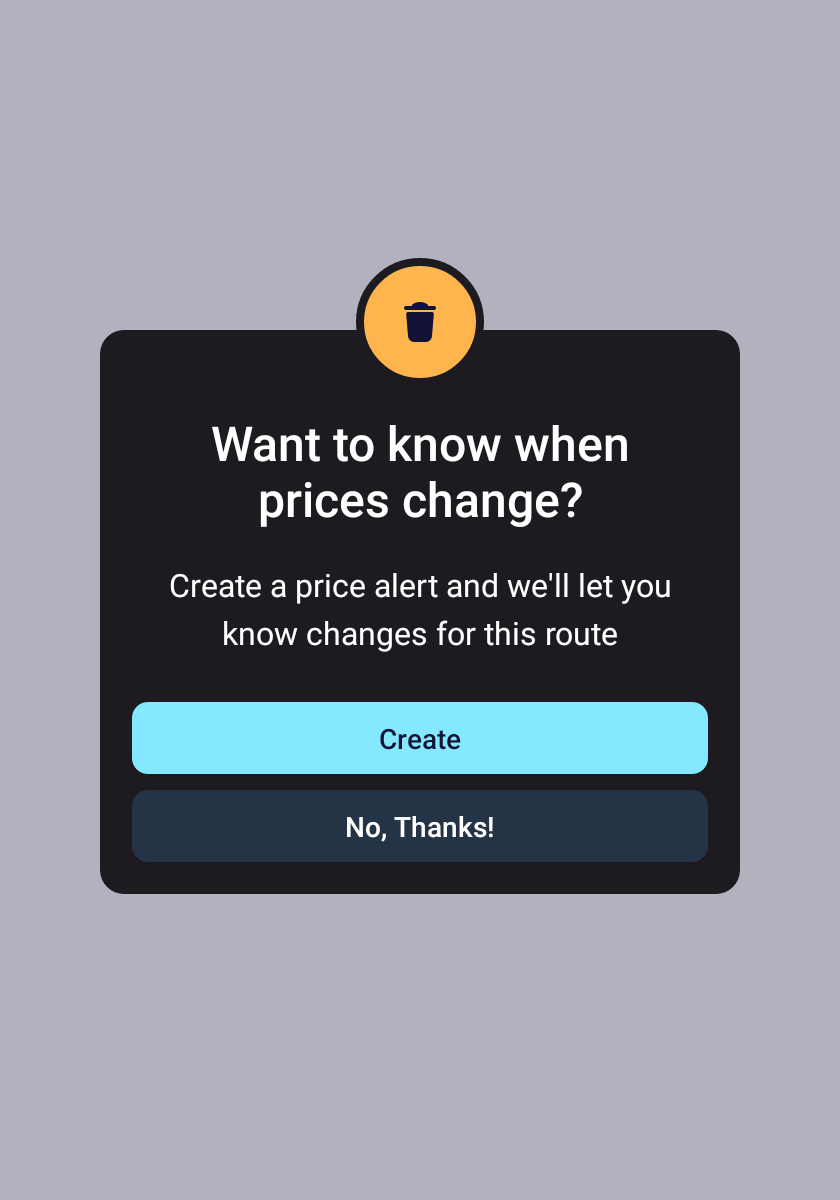 Want to know when
prices change?
Create a price alert and we'll let you
know changes for this route
Create
No, Thanks!